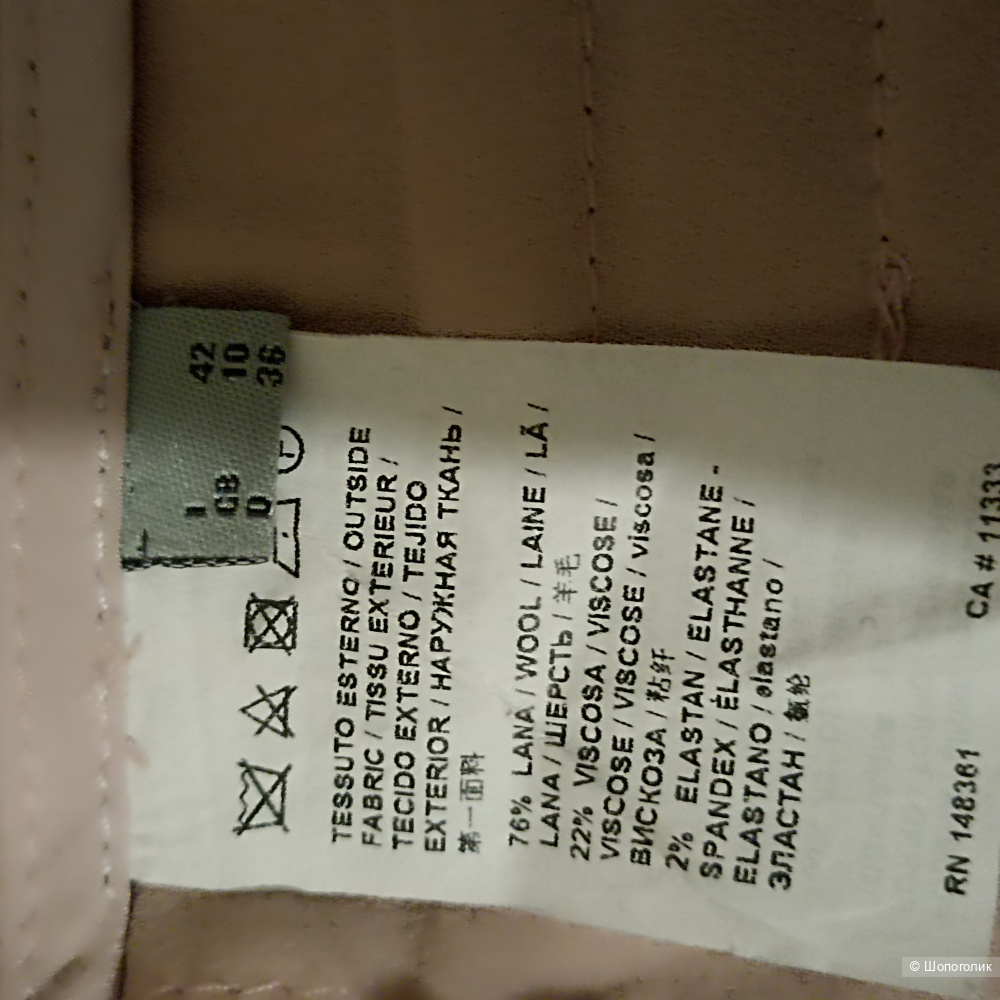 I 42
GB 10
D 36
TESSUTO ESTERNO / OUTSIDE
FABRIC / TISSU EXTERIEUR /
TECIDO EXTERNO / TEJIDO
EXTERIOR / НАРУЖНАЯ ТКАНЬ /
第一面料
76% LANA / WOOL / LAINE / LÃ /
LANA / ШЕРСТЬ / 羊毛
22% VISCOSA / VISCOSE /
VISCOSE / VISCOSE / viscosa /
ВИСКОЗА / 粘纤
2% ELASTAN / ELASTANE -
SPANDEX / ÉLASTHANNE /
ELASTANO / elastano /
ЭЛАСТАН / 氨纶
RN 148361
CA # 11333
© Шопоголик